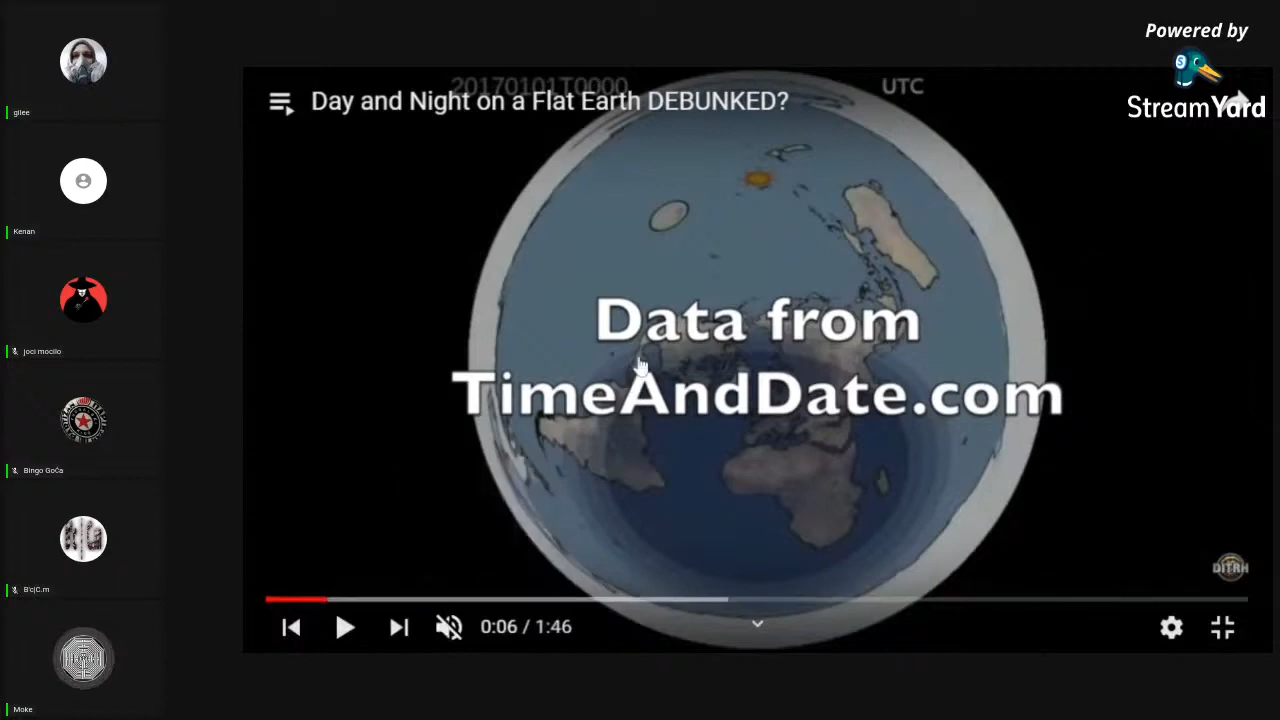 Powered by
StreamYard
gilee
Kenan
joci mocilo
Bingo Goča
B'c|C.m
Moke
20170101T0000
UTC
Day and Night on a Flat Earth DEBUNKED?
Data from
TimeAndDate.com
DITRH
0:06 / 1:46